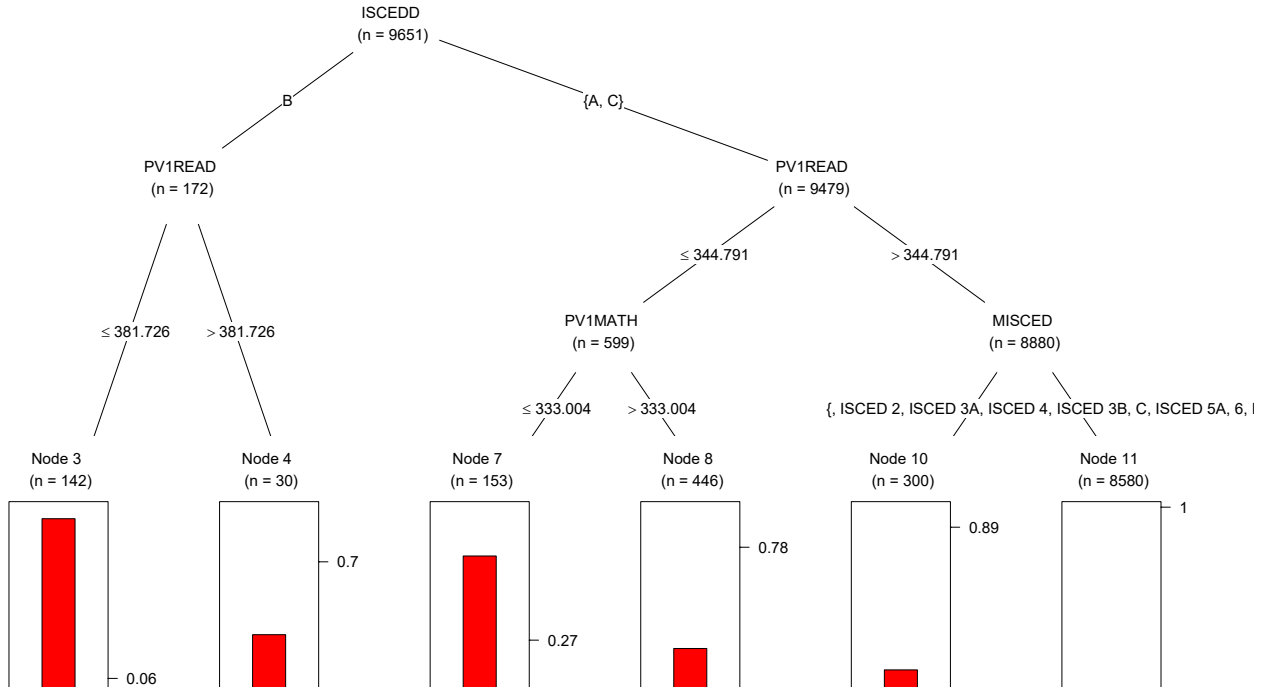 ISCEDD
(n = 9651)
B
{A, C}
PV1READ
(n = 172)
PV1READ
(n = 9479)
≤ 344.791
> 344.791
≤ 381.726
> 381.726
PV1MATH
(n = 599)
MISCED
(n = 8880)
≤ 333.004
> 333.004
{, ISCED 2, ISCED 3A, ISCED 4, ISCED 3B, C, ISCED 5A, 6, I
Node 3
(n = 142)
Node 4
(n = 30)
Node 7
(n = 153)
Node 8
(n = 446)
Node 10
(n = 300)
Node 11
(n = 8580)
0.06
0.7
0.27
0.78
0.89
1